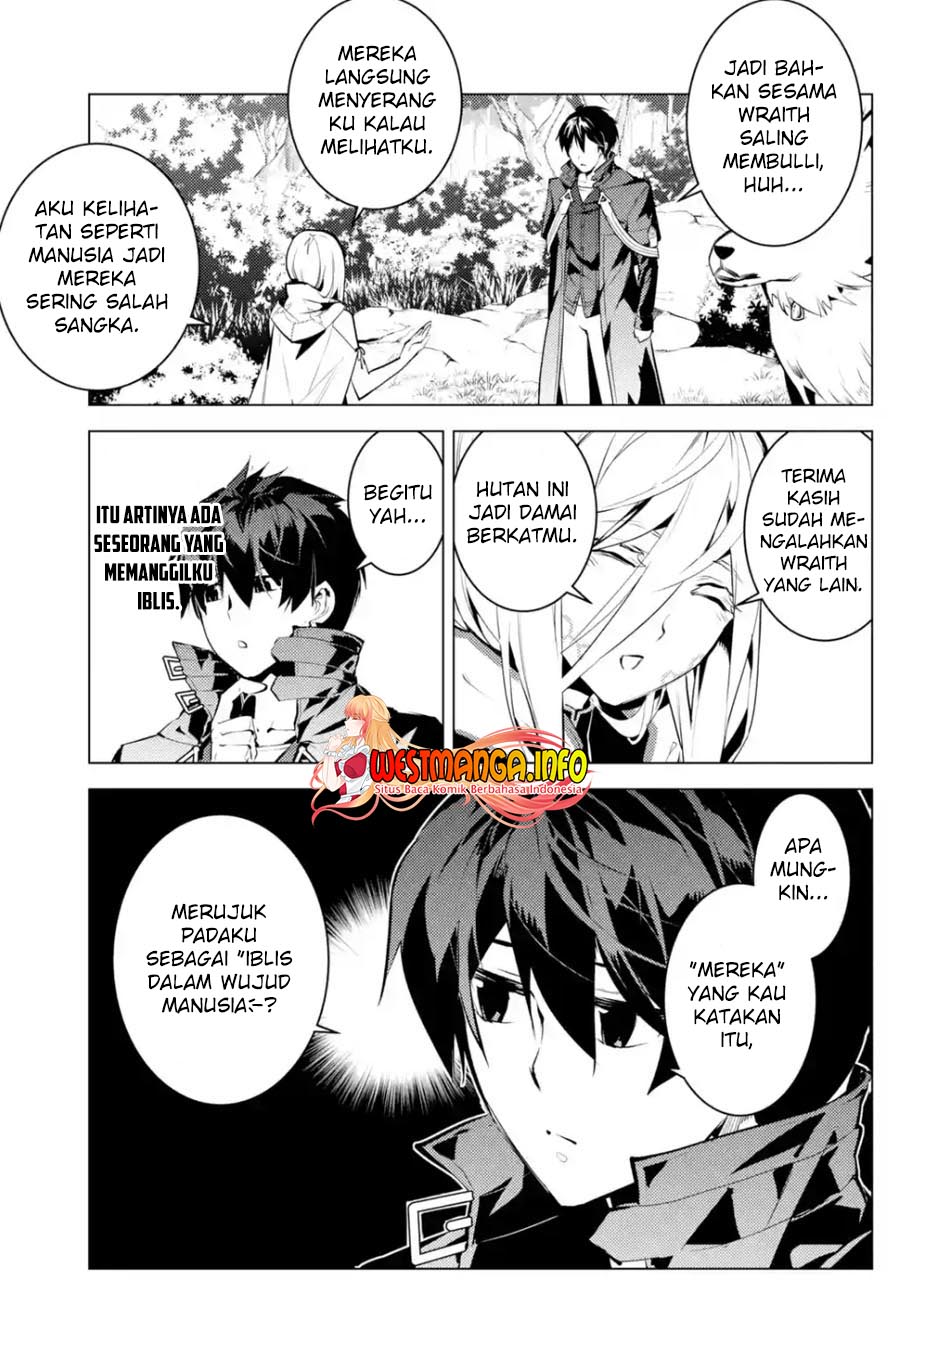 JADI BAH-
KAN SESAMA
WRAITH
SALING
MEMBULLI,
HUH...
MEREKA
LANGSUNG
MENYERANG
KU KALAU
MELIHATKU.
AKU KELIHA-
TAN SEPERTI
MANUSIA JADI
MEREKA
SERING SALAH
SANGKA.
TERIMA
KASIH
SUDAH ME-
NGALAHKAN
WRAITH
YANG LAIN.
HUTAN INI
JADI DAMAI
BERKATMU.
BEGITU
YAH...
ITU ARTINYA ADA
SESEORANG YANG
MEMANGGILKU
IBLIS.
WESTMANGA.INFO
Situs Baca Komik Berbahasa Indonesia
APA
MUNG-
KIN...
"MEREKA"
YANG KAU
KATAKAN
ITU,
MERUJUK
PADAKU
SEBAGAI "IBLIS
DALAM WUJUD
MANUSIA:-?